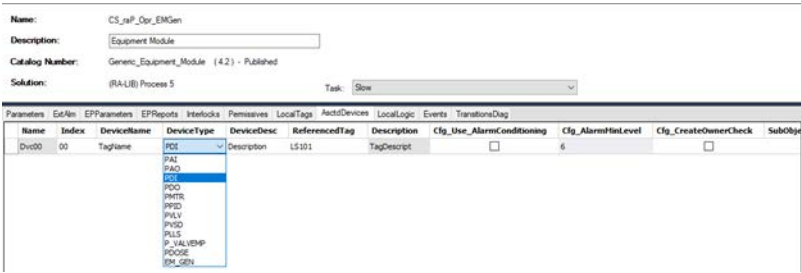 Name: CS_raP_Opr_EMGen
Description: Equipment Module
Catalog Number: Generic_Equipment_Module (4.2) - Published
Solution: (RA-LIB) Process 5 Task: Slow
Parameters ExtAlm EPParameters EPReports Interlocks Permissives LocalTags AsctdDevices LocalLogic Events TransitionsDiag
Name Index DeviceName DeviceType DeviceDesc ReferencedTag Description Cfg_Use_AlarmConditioning Cfg_AlarmMinLevel Cfg_CreateOwnerCheck SubObje
Dvc00 00 TagName PDI Description LS101 TagDescript 6
PAI
PAO
PDI
PDO
PMTR
PPID
PVLV
PVSD
PLLS
P_VALVEMP
PDOSE
EM_GEN